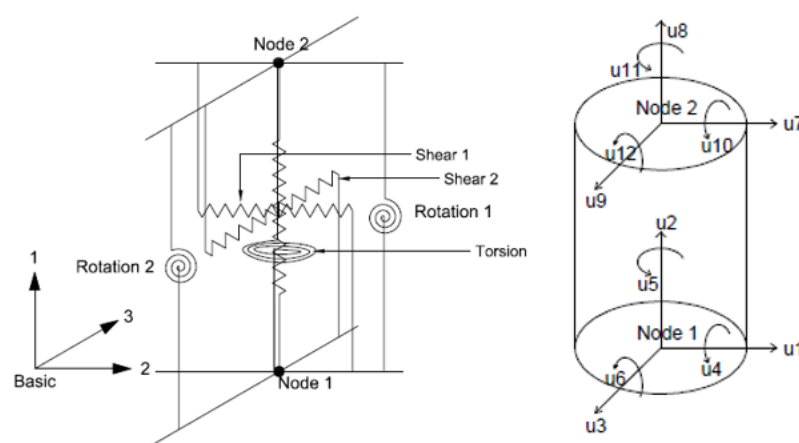 Node 2
Shear 1
Shear 2
Rotation 1
Rotation 2
Torsion
1
3
2
Basic
Node 1
u8
u11
Node 2
u7
u12
u10
u9
u2
u5
Node 1
u1
u6
u4
u3